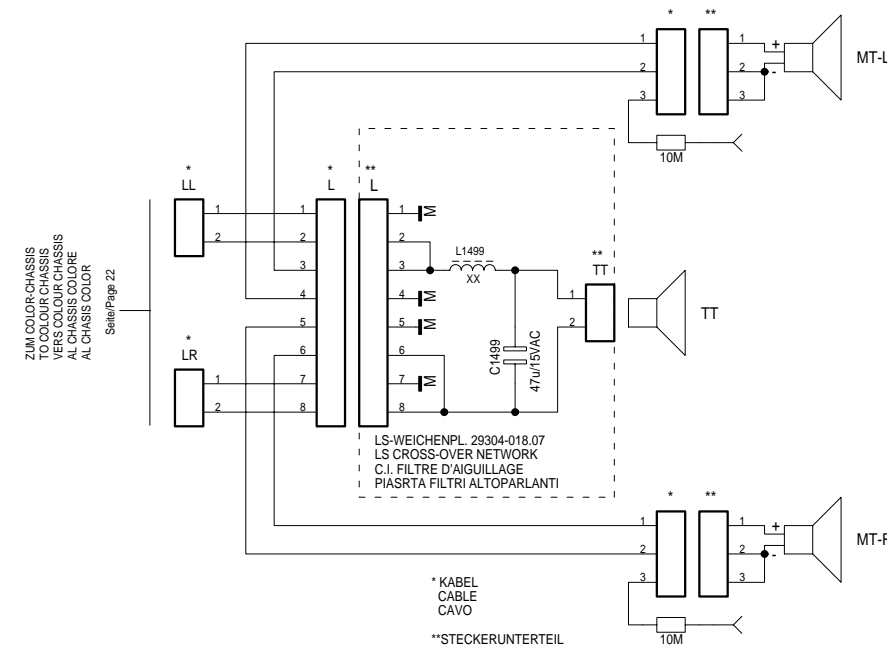 *
**
1
2
3
1
2
3
+
-
MT-L
10M
*
LL
1
2
*
L
1
2
3
4
5
6
7
8
**
L
1
2
3
4
5
6
7
8
M
M
M
M
L1499
XX
C1499
47u/15VAC
**
TT
1
2
TT
ZUM COLOR-CHASSIS
TO COLOUR CHASSIS
VERS COLOUR CHASSIS
AL CHASSIS COLORE
AL CHASIS COLOR
Seite/Page 22
*
LR
1
2
LS-WEICHENPL. 29304-018.07
LS CROSS-OVER NETWORK
C.I. FILTRE D'AIGUILLAGE
PIASRTA FILTRI ALTOPARLANTI
*
**
1
2
3
1
2
3
+
-
10M
* KABEL
CABLE
CAVO
**STECKERUNTERTEIL